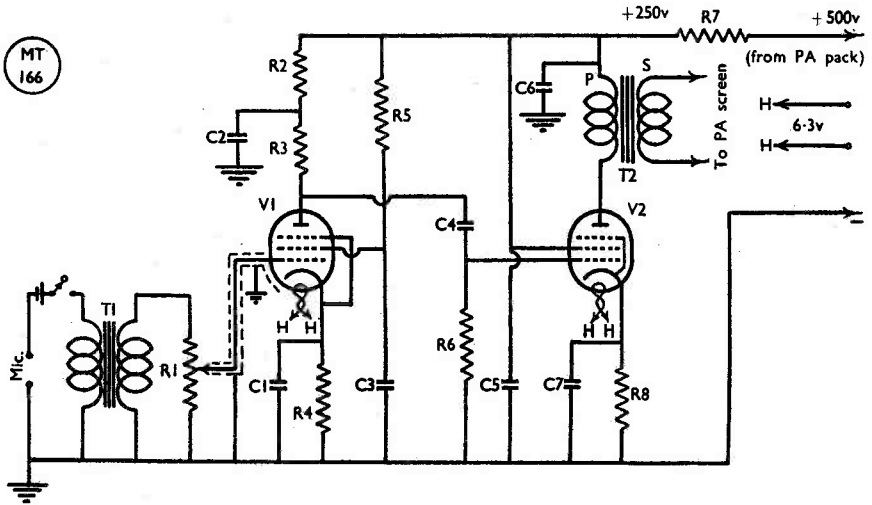 MT
166
+250v
R7
+500v
(from PA pack)
R2
C6
P
S
To PA screen
H
6·3v
H
R5
C2
R3
T2
V1
C4
V2
H H
H H
T1
Mic.
R1
R6
C1
R4
C3
C5
C7
R8